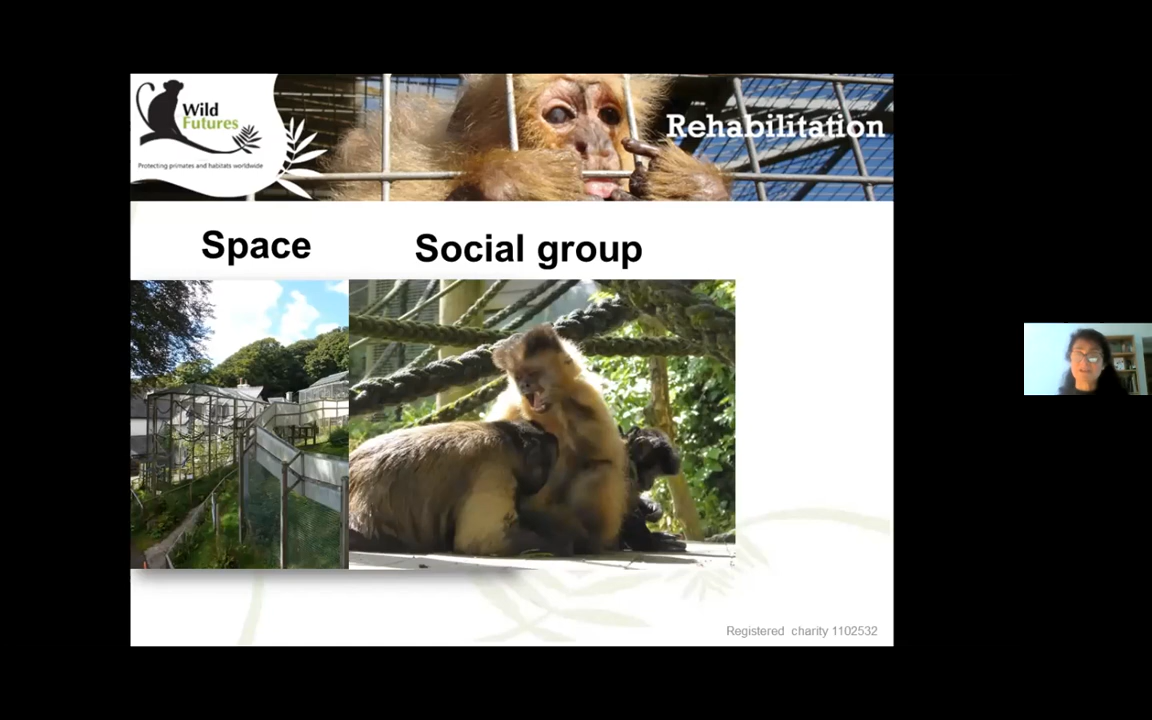 Wild
Futures
Protecting primates and habitats worldwide
Rehabilitation
Space
Social group
Registered charity 1102532